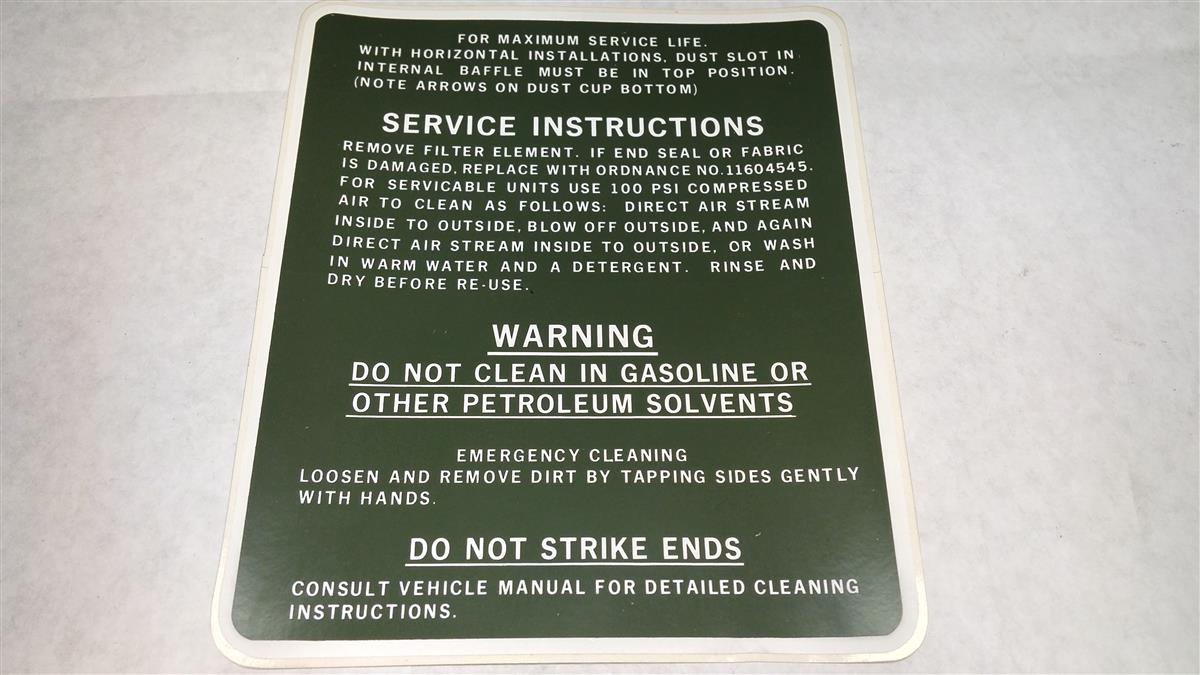 FOR MAXIMUM SERVICE LIFE.
WITH HORIZONTAL INSTALLATIONS, DUST SLOT IN
INTERNAL BAFFLE MUST BE IN TOP POSITION.
(NOTE ARROWS ON DUST CUP BOTTOM)
SERVICE INSTRUCTIONS
REMOVE FILTER ELEMENT. IF END SEAL OR FABRIC
IS DAMAGED, REPLACE WITH ORDNANCE NO.11604545.
FOR SERVICABLE UNITS USE 100 PSI COMPRESSED
AIR TO CLEAN AS FOLLOWS: DIRECT AIR STREAM
INSIDE TO OUTSIDE, BLOW OFF OUTSIDE, AND AGAIN
DIRECT AIR STREAM INSIDE TO OUTSIDE, OR WASH
IN WARM WATER AND A DETERGENT. RINSE AND
DRY BEFORE RE-USE.
WARNING
DO NOT CLEAN IN GASOLINE OR
OTHER PETROLEUM SOLVENTS
EMERGENCY CLEANING
LOOSEN AND REMOVE DIRT BY TAPPING SIDES GENTLY
WITH HANDS.
DO NOT STRIKE ENDS
CONSULT VEHICLE MANUAL FOR DETAILED CLEANING
INSTRUCTIONS.